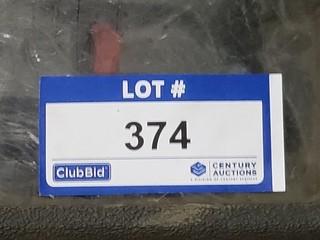 LOT #
374
ClubBid
CENTURY
AUCTIONS